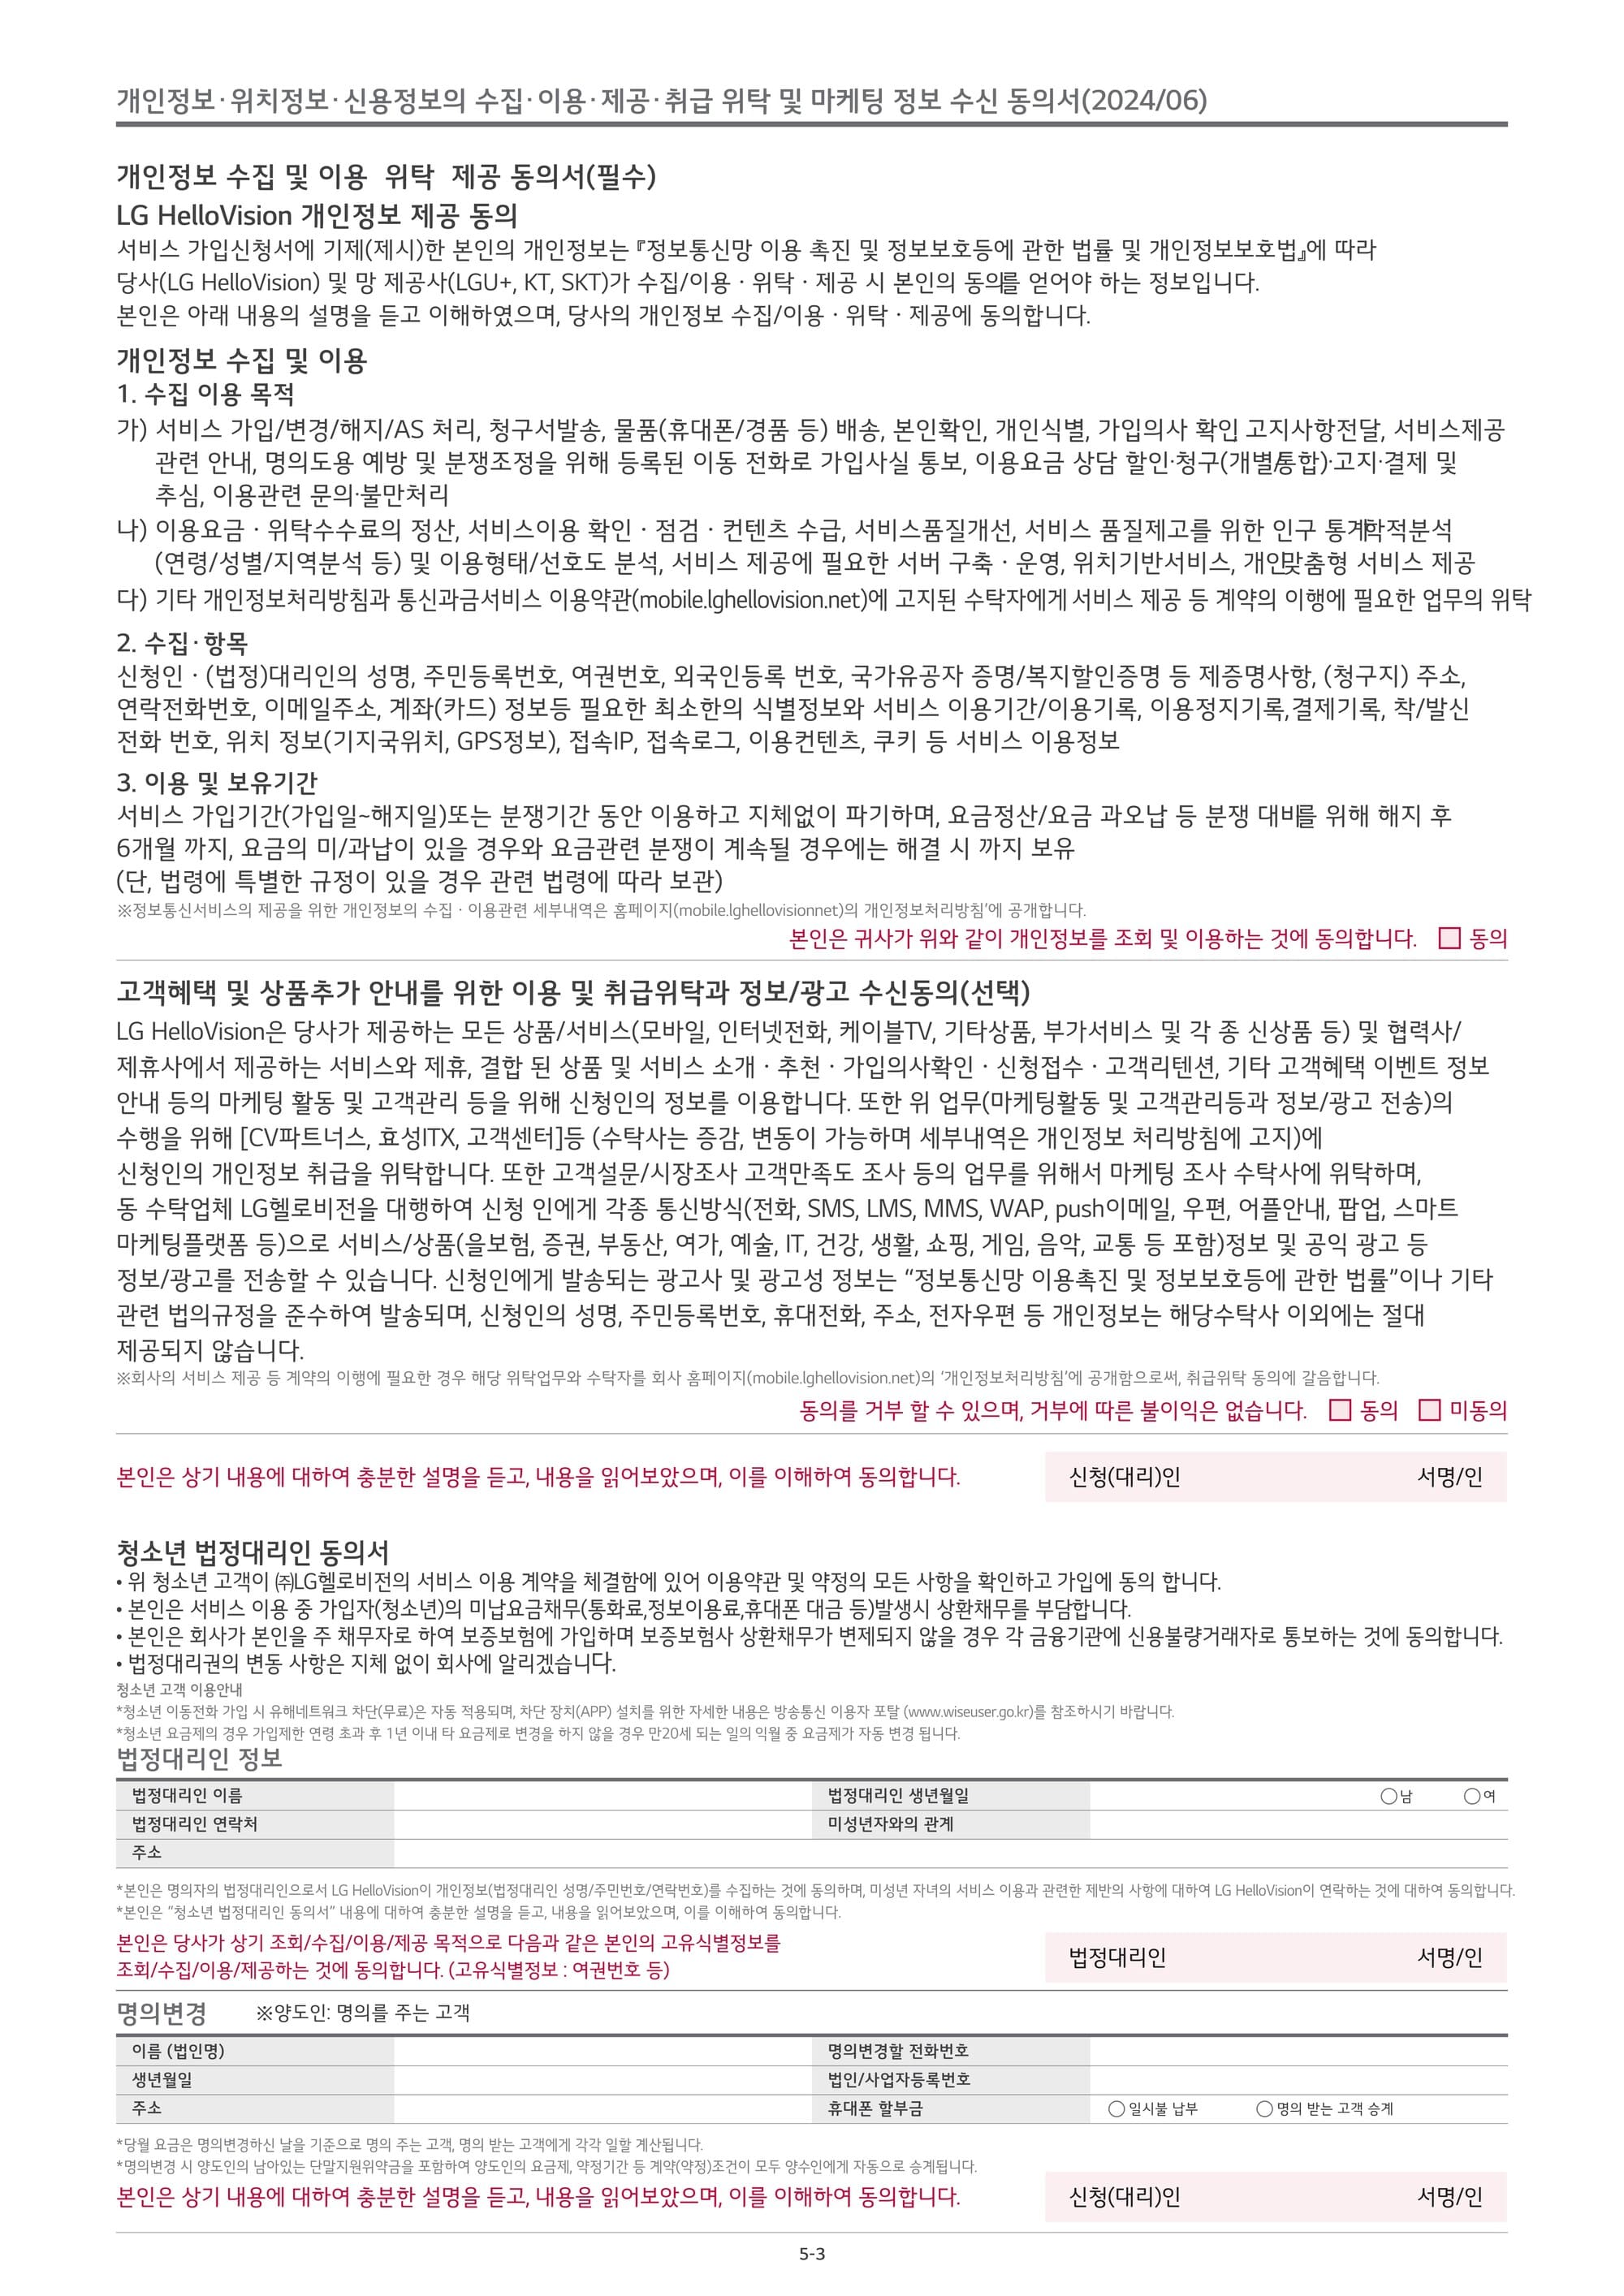 개인정보·위치정보·신용정보의 수집·이용·제공·취급 위탁 및 마케팅 정보 수신 동의서(2024/06)
개인정보 수집 및 이용 위탁 제공 동의서(필수)
LG HelloVision 개인정보 제공 동의
서비스 가입신청서에 기제(제시)한 본인의 개인정보는 『정보통신망 이용 촉진 및 정보보호등에 관한 법률 및 개인정보보호법』에 따라
당사(LG HelloVision) 및 망 제공사(LGU+, KT, SKT)가 수집/이용 · 위탁 · 제공 시 본인의 동의를 얻어야 하는 정보입니다.
본인은 아래 내용의 설명을 듣고 이해하였으며, 당사의 개인정보 수집/이용 · 위탁 · 제공에 동의합니다.
개인정보 수집 및 이용
1. 수집 이용 목적
가) 서비스 가입/변경/해지/AS 처리, 청구서발송, 물품(휴대폰/경품 등) 배송, 본인확인, 개인식별, 가입의사 확인, 고지사항전달, 서비스제공
관련 안내, 명의도용 예방 및 분쟁조정을 위해 등록된 이동 전화로 가입사실 통보, 이용요금 상담 할인·청구(개별/통합)·고지·결제 및
추심, 이용관련 문의·불만처리
나) 이용요금 · 위탁수수료의 정산, 서비스이용 확인 · 점검 · 컨텐츠 수급, 서비스품질개선, 서비스 품질제고를 위한 인구 통계학적분석
(연령/성별/지역분석 등) 및 이용형태/선호도 분석, 서비스 제공에 필요한 서버 구축 · 운영, 위치기반서비스, 개인맞춤형 서비스 제공
다) 기타 개인정보처리방침과 통신과금서비스 이용약관(mobile.lghellovision.net)에 고지된 수탁자에게 서비스 제공 등 계약의 이행에 필요한 업무의 위탁
2. 수집·항목
신청인 · (법정)대리인의 성명, 주민등록번호, 여권번호, 외국인등록 번호, 국가유공자 증명/복지할인증명 등 제증명사항, (청구지) 주소,
연락전화번호, 이메일주소, 계좌(카드) 정보등 필요한 최소한의 식별정보와 서비스 이용기간/이용기록, 이용정지기록,결제기록, 착/발신
전화 번호, 위치 정보(기지국위치, GPS정보), 접속IP, 접속로그, 이용컨텐츠, 쿠키 등 서비스 이용정보
3. 이용 및 보유기간
서비스 가입기간(가입일~해지일)또는 분쟁기간 동안 이용하고 지체없이 파기하며, 요금정산/요금 과오납 등 분쟁 대비를 위해 해지 후
6개월 까지, 요금의 미/과납이 있을 경우와 요금관련 분쟁이 계속될 경우에는 해결 시 까지 보유
(단, 법령에 특별한 규정이 있을 경우 관련 법령에 따라 보관)
※정보통신서비스의 제공을 위한 개인정보의 수집 · 이용관련 세부내역은 홈페이지(mobile.lghellovisionnet)의 개인정보처리방침’에 공개합니다.
본인은 귀사가 위와 같이 개인정보를 조회 및 이용하는 것에 동의합니다. □ 동의
고객혜택 및 상품추가 안내를 위한 이용 및 취급위탁과 정보/광고 수신동의(선택)
LG HelloVision은 당사가 제공하는 모든 상품/서비스(모바일, 인터넷전화, 케이블TV, 기타상품, 부가서비스 및 각 종 신상품 등) 및 협력사/
제휴사에서 제공하는 서비스와 제휴, 결합 된 상품 및 서비스 소개 · 추천 · 가입의사확인 · 신청접수 · 고객리텐션, 기타 고객혜택 이벤트 정보
안내 등의 마케팅 활동 및 고객관리 등을 위해 신청인의 정보를 이용합니다. 또한 위 업무(마케팅활동 및 고객관리등과 정보/광고 전송)의
수행을 위해 [CV파트너스, 효성ITX, 고객센터]등 (수탁사는 증감, 변동이 가능하며 세부내역은 개인정보 처리방침에 고지)에
신청인의 개인정보 취급을 위탁합니다. 또한 고객설문/시장조사 고객만족도 조사 등의 업무를 위해서 마케팅 조사 수탁사에 위탁하며,
동 수탁업체 LG헬로비전을 대행하여 신청 인에게 각종 통신방식(전화, SMS, LMS, MMS, WAP, push이메일, 우편, 어플안내, 팝업, 스마트
마케팅플랫폼 등)으로 서비스/상품(을보험, 증권, 부동산, 여가, 예술, IT, 건강, 생활, 쇼핑, 게임, 음악, 교통 등 포함)정보 및 공익 광고 등
정보/광고를 전송할 수 있습니다. 신청인에게 발송되는 광고사 및 광고성 정보는 “정보통신망 이용촉진 및 정보보호등에 관한 법률”이나 기타
관련 법의규정을 준수하여 발송되며, 신청인의 성명, 주민등록번호, 휴대전화, 주소, 전자우편 등 개인정보는 해당수탁사 이외에는 절대
제공되지 않습니다.
※회사의 서비스 제공 등 계약의 이행에 필요한 경우 해당 위탁업무와 수탁자를 회사 홈페이지(mobile.lghellovision.net)의 ‘개인정보처리방침’에 공개함으로써, 취급위탁 동의에 갈음합니다.
동의를 거부 할 수 있으며, 거부에 따른 불이익은 없습니다. □ 동의 □ 미동의
본인은 상기 내용에 대하여 충분한 설명을 듣고, 내용을 읽어보았으며, 이를 이해하여 동의합니다. 신청(대리)인 서명/인
청소년 법정대리인 동의서
• 위 청소년 고객이 ㈜LG헬로비전의 서비스 이용 계약을 체결함에 있어 이용약관 및 약정의 모든 사항을 확인하고 가입에 동의 합니다.
• 본인은 서비스 이용 중 가입자(청소년)의 미납요금채무(통화료,정보이용료,휴대폰 대금 등)발생시 상환채무를 부담합니다.
• 본인은 회사가 본인을 주 채무자로 하여 보증보험에 가입하며 보증보험사 상환채무가 변제되지 않을 경우 각 금융기관에 신용불량거래자로 통보하는 것에 동의합니다.
• 법정대리권의 변동 사항은 지체 없이 회사에 알리겠습니다.
청소년 고객 이용안내
*청소년 이동전화 가입 시 유해네트워크 차단(무료)은 자동 적용되며, 차단 장치(APP) 설치를 위한 자세한 내용은 방송통신 이용자 포탈 (www.wiseuser.go.kr)를 참조하시기 바랍니다.
*청소년 요금제의 경우 가입제한 연령 초과 후 1년 이내 타 요금제로 변경을 하지 않을 경우 만20세 되는 일의 익월 중 요금제가 자동 변경 됩니다.
법정대리인 정보
법정대리인 이름 법정대리인 생년월일 ○남 ○여
법정대리인 연락처 미성년자와의 관계
주소
*본인은 명의자의 법정대리인으로서 LG HelloVision이 개인정보(법정대리인 성명/주민번호/연락번호)를 수집하는 것에 동의하며, 미성년 자녀의 서비스 이용과 관련한 제반의 사항에 대하여 LG HelloVision이 연락하는 것에 대하여 동의합니다.
*본인은 “청소년 법정대리인 동의서” 내용에 대하여 충분한 설명을 듣고, 내용을 읽어보았으며, 이를 이해하여 동의합니다.
본인은 당사가 상기 조회/수집/이용/제공 목적으로 다음과 같은 본인의 고유식별정보를
조회/수집/이용/제공하는 것에 동의합니다. (고유식별정보 : 여권번호 등)
법정대리인 서명/인
명의변경 ※양도인: 명의를 주는 고객
이름 (법인명) 명의변경할 전화번호
생년월일 법인/사업자등록번호
주소 휴대폰 할부금 ○ 일시불 납부 ○ 명의 받는 고객 승계
*당월 요금은 명의변경하신 날을 기준으로 명의 주는 고객, 명의 받는 고객에게 각각 일할 계산됩니다.
*명의변경 시 양도인의 남아있는 단말지원위약금을 포함하여 양도인의 요금제, 약정기간 등 계약(약정)조건이 모두 양수인에게 자동으로 승계됩니다.
본인은 상기 내용에 대하여 충분한 설명을 듣고, 내용을 읽어보았으며, 이를 이해하여 동의합니다. 신청(대리)인 서명/인
5-3